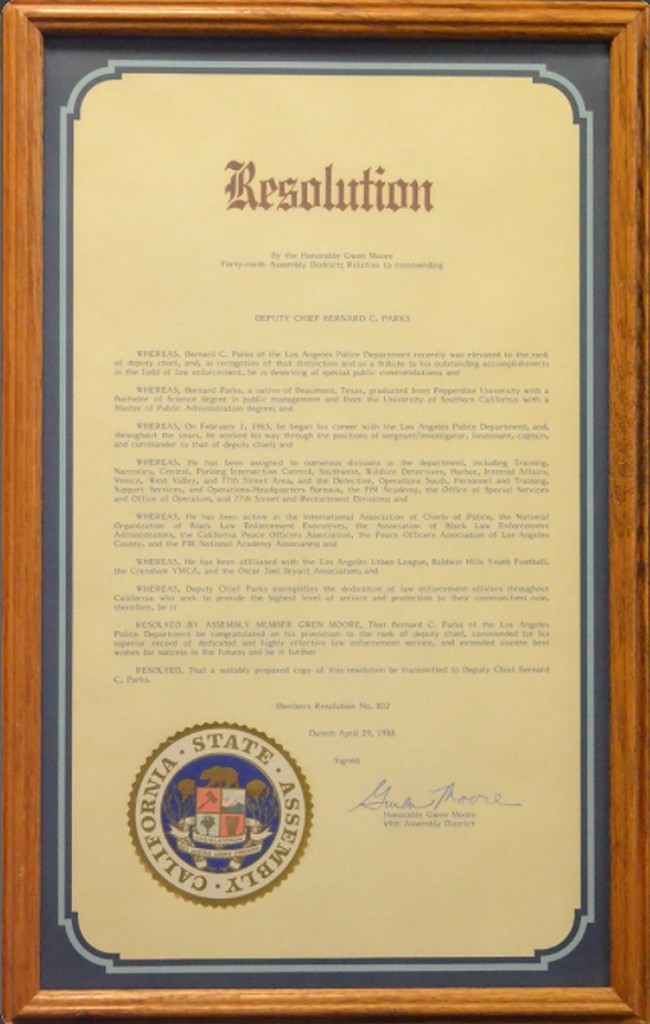 Resolution
By the Honorable Gwen Moore
Forty-ninth Assembly District; Relative to commending
DEPUTY CHIEF BERNARD C. PARKS
WHEREAS, Bernard C. Parks of the Los Angeles Police Department recently was elevated to the rank
of deputy chief, and, in recognition of that distinction and as a tribute to his outstanding accomplishments
in the field of law enforcement, he is deserving of special public commendations; and
WHEREAS, Bernard Parks, a native of Beaumont, Texas, graduated from Pepperdine University with a
Bachelor of Science degree in public management and from the University of Southern California with a
Master of Public Administration degree; and
WHEREAS, On February 1, 1965, he began his career with the Los Angeles Police Department, and,
throughout the years, he worked his way through the positions of sergeant/investigator, lieutenant, captain,
and commander to that of deputy chief; and
WHEREAS, He has been assigned to numerous divisions in the department, including Training,
Narcotics, Central, Parking Intersection Control, Southwest, Wilshire Detectives, Harbor, Internal Affairs,
Venice, West Valley, and 77th Street Area, and the Detective, Operations South, Personnel and Training,
Support Services, and Operations-Headquarters Bureaus, the FBI Academy, the Office of Special Services
and Office of Operation, and 77th Street and Recruitment Divisions; and
WHEREAS, He has been active in the International Association of Chiefs of Police, the National
Organization of Black Law Enforcement Executives, the Association of Black Law Enforcement
Administrators, the California Peace Officers Association, the Peace Officers Association of Los Angeles
County, and the FBI National Academy Associates; and
WHEREAS, He has been affiliated with the Los Angeles Urban League, Baldwin Hills Youth Football,
the Crenshaw YMCA, and the Oscar Joel Bryant Association; and
WHEREAS, Deputy Chief Parks exemplifies the dedication of law enforcement officers throughout
California who seek to provide the highest level of service and protection to their communities; now,
therefore, be it
RESOLVED BY ASSEMBLY MEMBER GWEN MOORE, That Bernard C. Parks of the Los Angeles
Police Department be congratulated on his promotion to the rank of deputy chief, commended for his
superior record of dedicated and highly effective law enforcement service, and extended sincere best
wishes for success in the future; and be it further
RESOLVED, That a suitably prepared copy of this resolution be transmitted to Deputy Chief Bernard
C. Parks.
Members Resolution No. 802
Dated: April 29, 1988
Signed
Gwen Moore
Honorable Gwen Moore
49th Assembly District
CALIFORNIA · STATE · ASSEMBLY ·